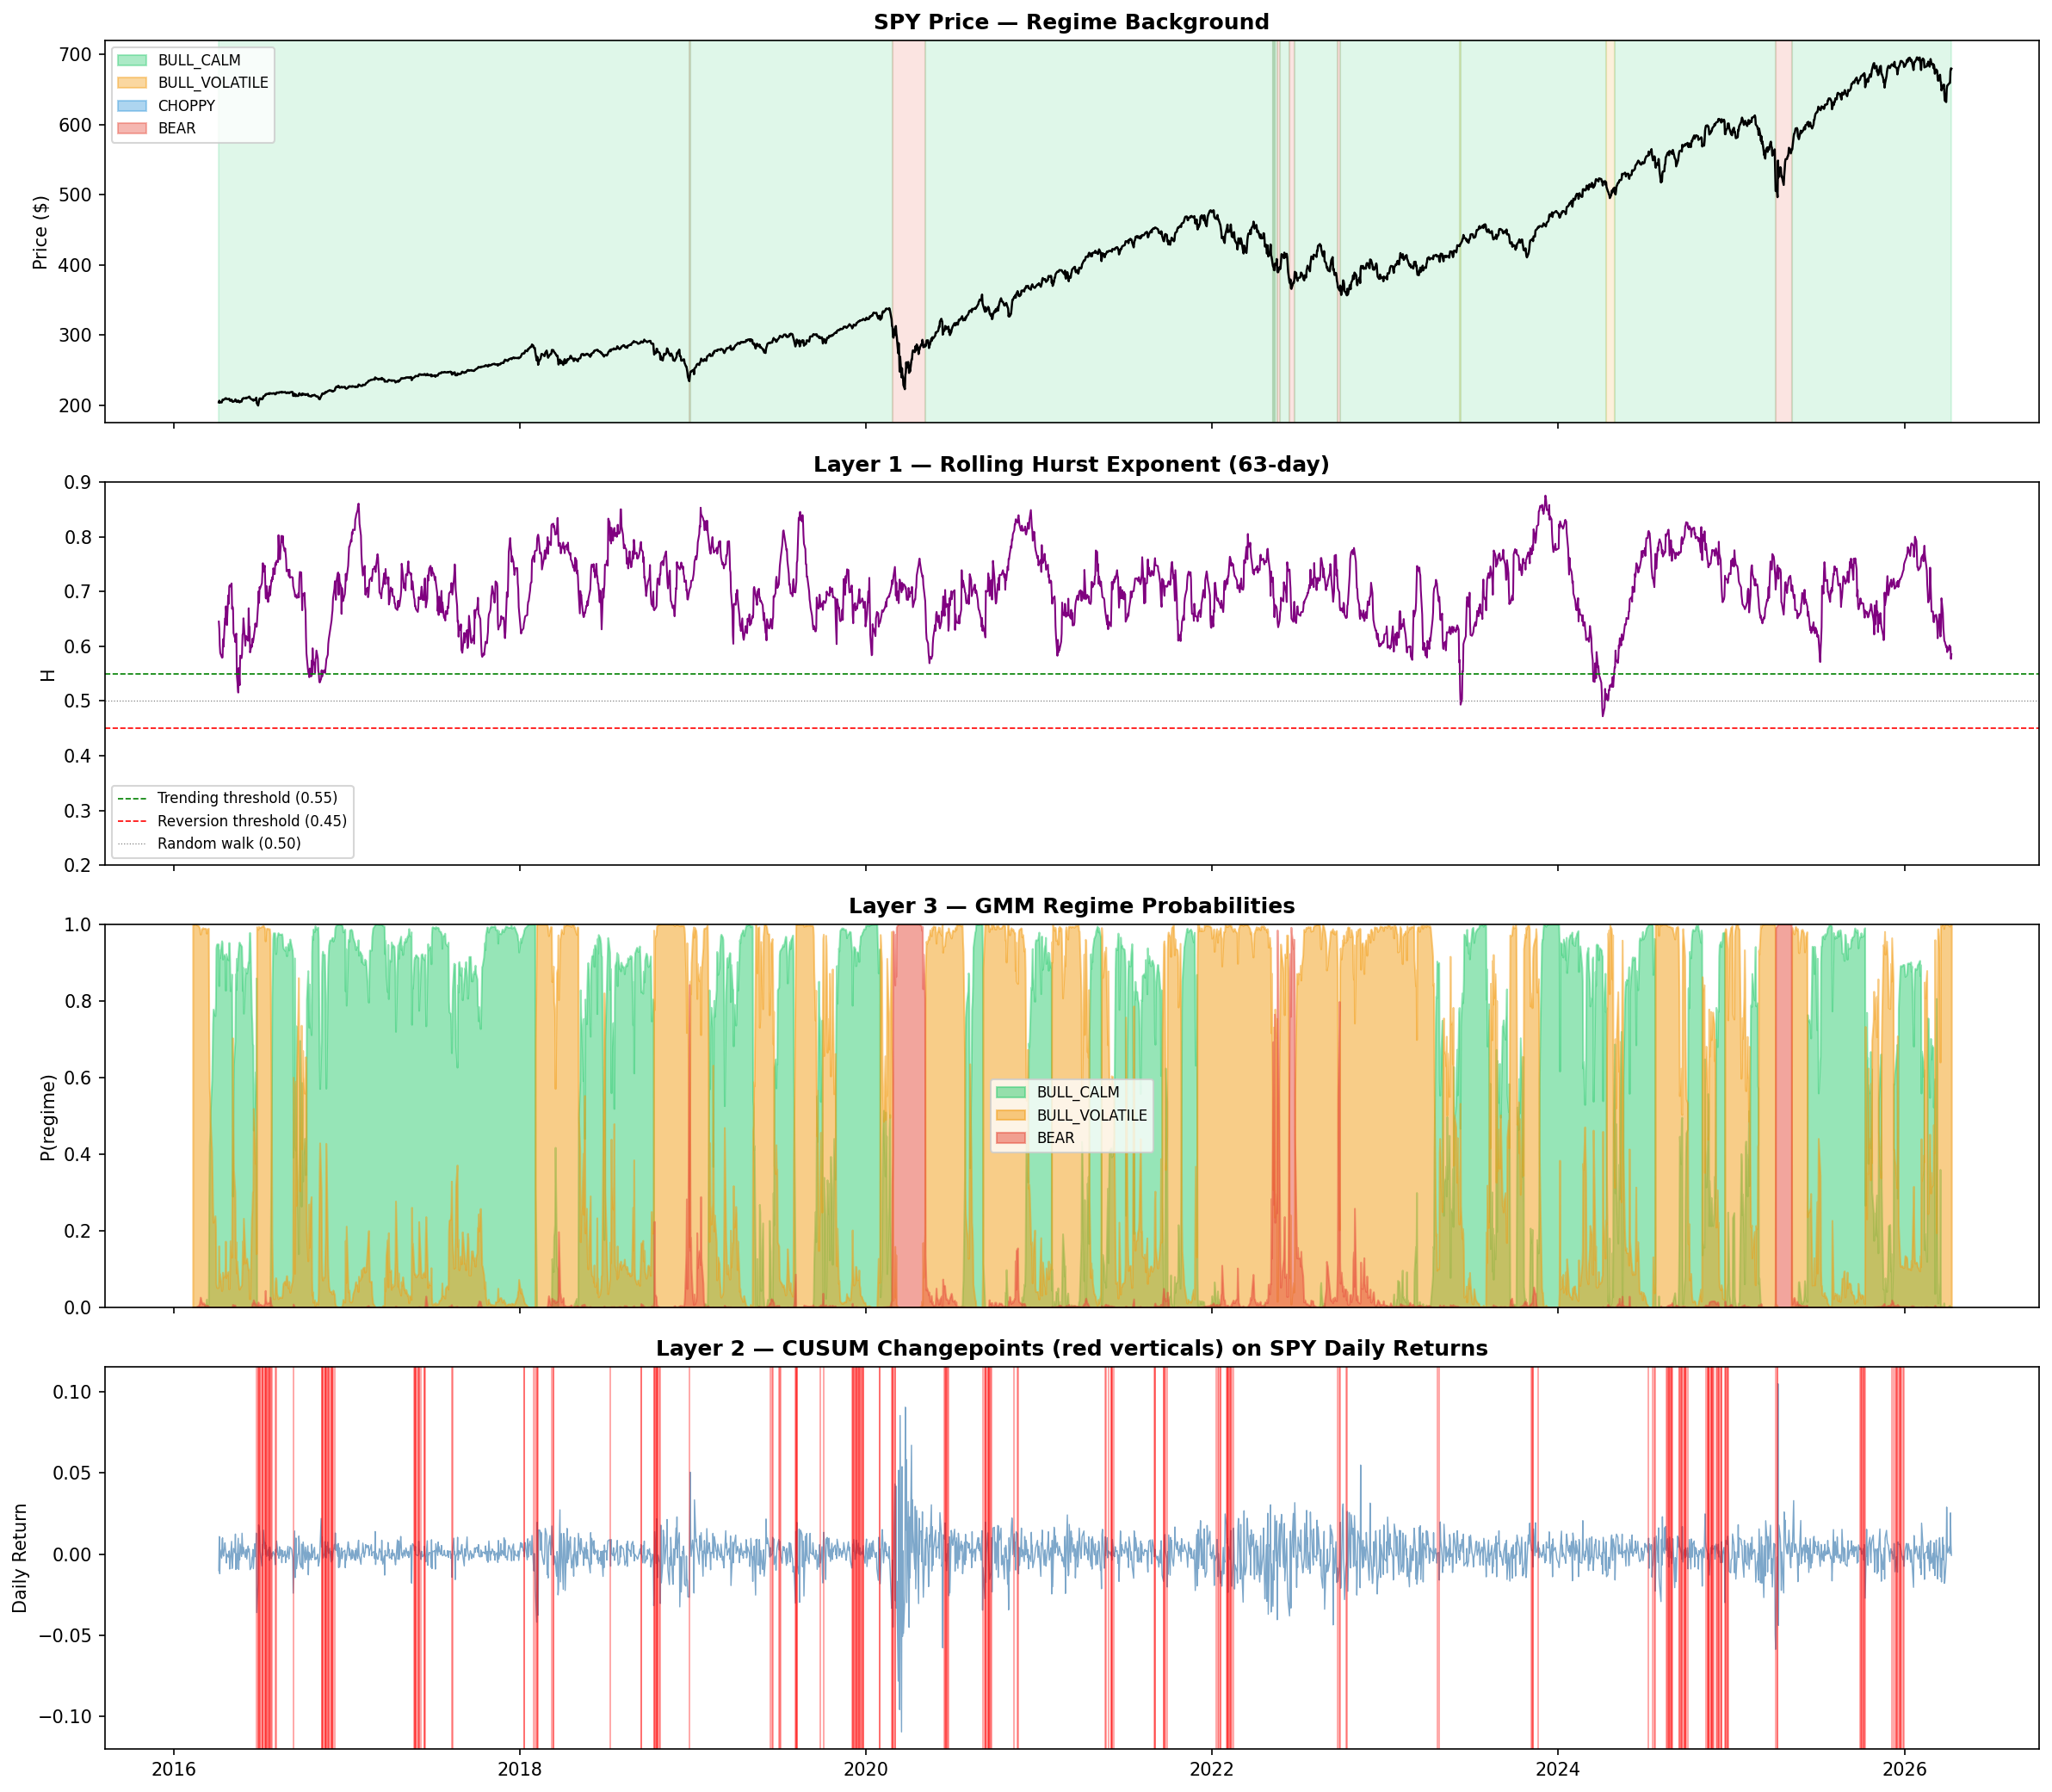 SPY Price — Regime Background
BULL_CALM
BULL_VOLATILE
CHOPPY
BEAR
Price ($)
700
600
500
400
300
200
Layer 1 — Rolling Hurst Exponent (63-day)
H
0.9
0.8
0.7
0.6
0.5
0.4
0.3
0.2
Trending threshold (0.55)
Reversion threshold (0.45)
Random walk (0.50)
Layer 3 — GMM Regime Probabilities
P(regime)
1.0
0.8
0.6
0.4
0.2
0.0
BULL_CALM
BULL_VOLATILE
BEAR
Layer 2 — CUSUM Changepoints (red verticals) on SPY Daily Returns
Daily Return
0.10
0.05
0.00
−0.05
−0.10
2016 2018 2020 2022 2024 2026